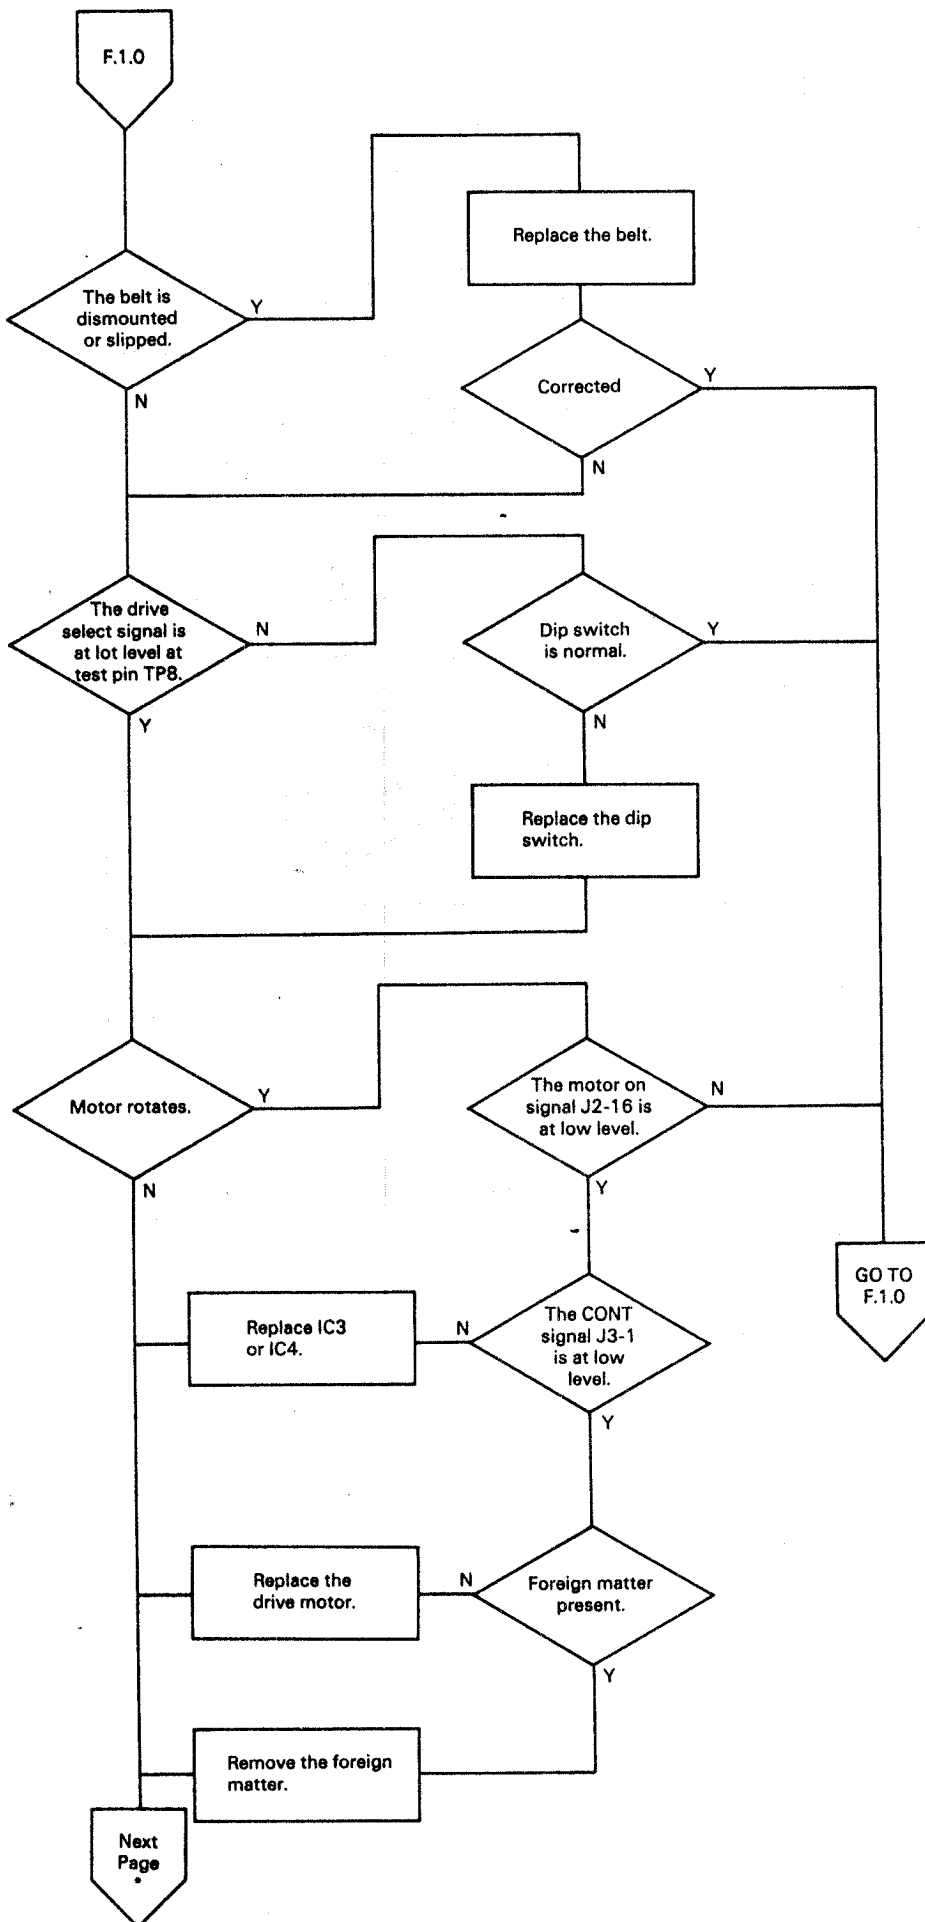 F.1.0
Replace the belt.
The belt is
dismounted
or slipped.
Y
N
Corrected
Y
N
The drive
select signal is
at lot level at
test pin TP8.
N
Y
Dip switch
is normal.
Y
N
Replace the dip
switch.
Motor rotates.
Y
N
The motor on
signal J2-16 is
at low level.
N
Y
GO TO
F.1.0
Replace IC3
or IC4.
N
The CONT
signal J3-1
is at low
level.
Y
Replace the
drive motor.
N
Foreign matter
present.
Y
Remove the foreign
matter.
Next
Page
*